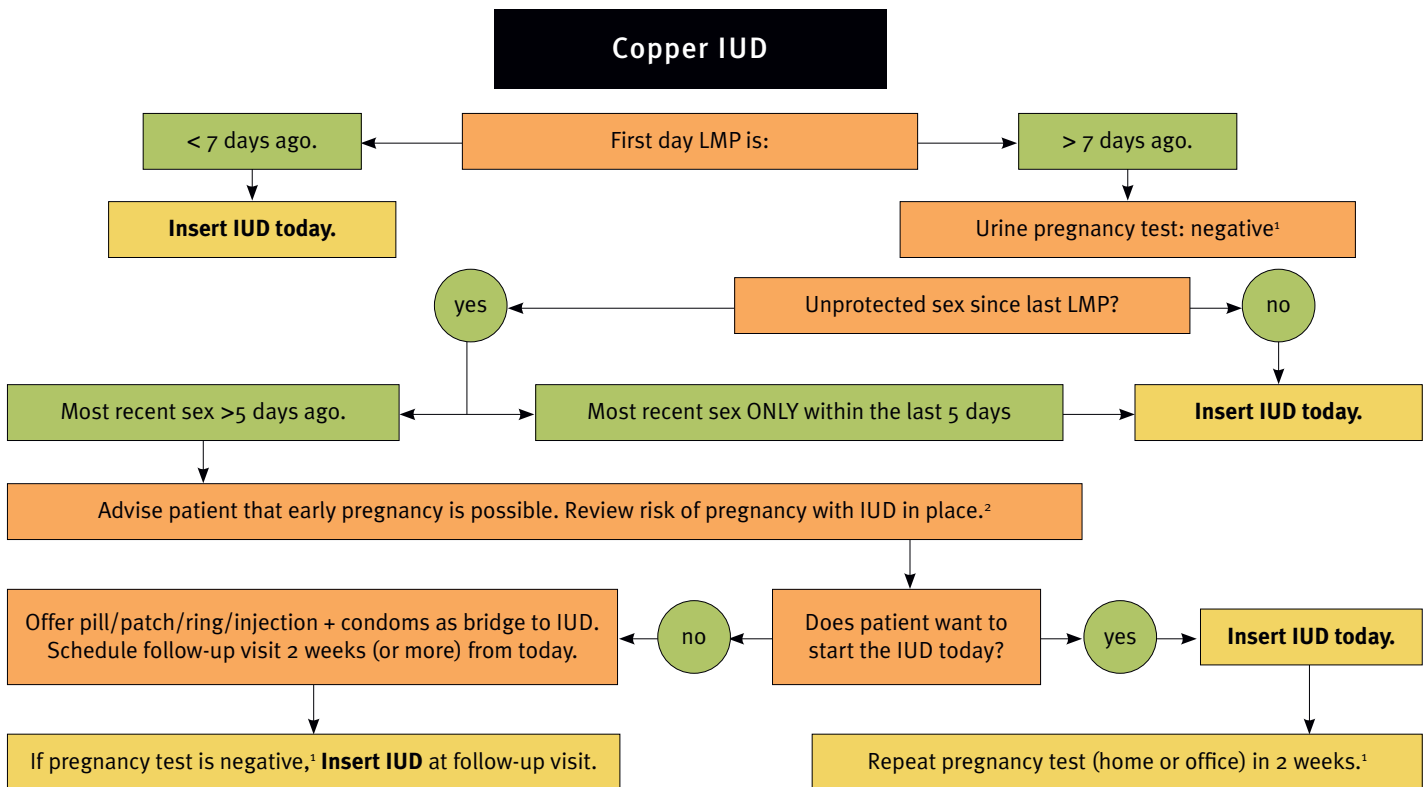 Copper IUD
< 7 days ago.
First day LMP is:
> 7 days ago.
Insert IUD today.
Urine pregnancy test: negative¹
yes
Unprotected sex since last LMP?
no
Most recent sex >5 days ago.
Most recent sex ONLY within the last 5 days
Insert IUD today.
Advise patient that early pregnancy is possible. Review risk of pregnancy with IUD in place.²
Offer pill/patch/ring/injection + condoms as bridge to IUD.
Schedule follow-up visit 2 weeks (or more) from today.
no
Does patient want to
start the IUD today?
yes
Insert IUD today.
If pregnancy test is negative,¹ Insert IUD at follow-up visit.
Repeat pregnancy test (home or office) in 2 weeks.¹